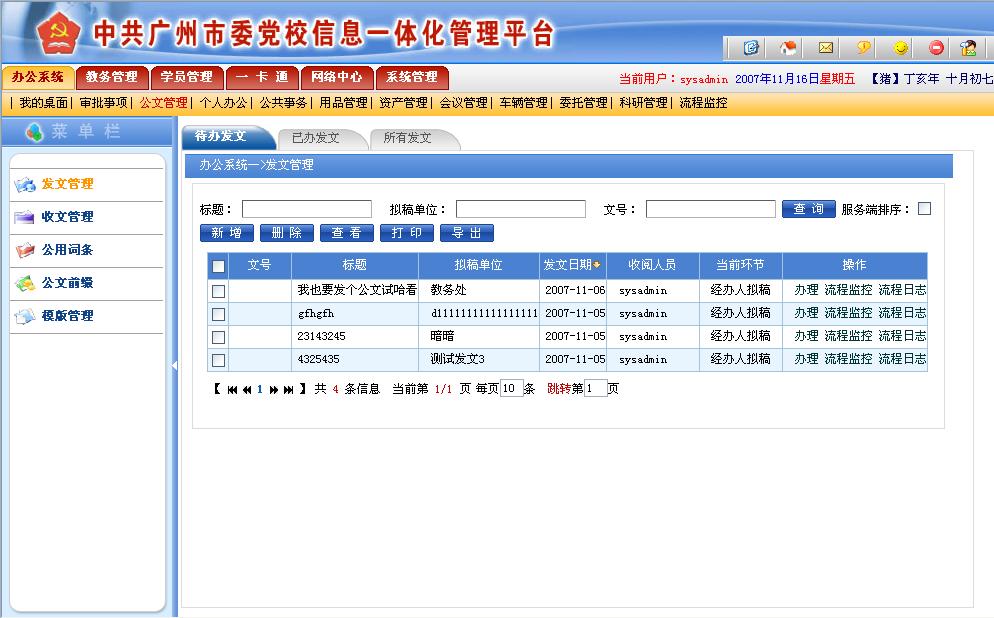 中共广州市委党校信息一体化管理平台
办公系统 教务管理 学员管理 一 卡 通 网络中心 系统管理 当前用户：sysadmin 2007年11月16日星期五 【猪】丁亥年 十月初七
| 我的桌面| 审批事项| 公文管理| 个人办公| 公共事务| 用品管理| 资产管理| 会议管理| 车辆管理| 委托管理| 科研管理| 流程监控
菜 单 栏
发文管理
收文管理
公用词条
公文前缀
模版管理
待办发文 已办发文 所有发文
办公系统—>发文管理
标题： 拟稿单位： 文号： 查 询 服务端排序：
新 增 删 除 查 看 打 印 导 出
文号 标题 拟稿单位 发文日期 收阅人员 当前环节 操作
我也要发个公文试哈看 教务处 2007-11-06 sysadmin 经办人拟稿 办理 流程监控 流程日志
gfhgfh d11111111111111111 2007-11-05 sysadmin 经办人拟稿 办理 流程监控 流程日志
23143245 暗暗 2007-11-05 sysadmin 经办人拟稿 办理 流程监控 流程日志
4325435 测试发文3 2007-11-05 sysadmin 经办人拟稿 办理 流程监控 流程日志
【 1 】 共 4 条信息 当前第 1/1 页 每页10条 跳转第1页